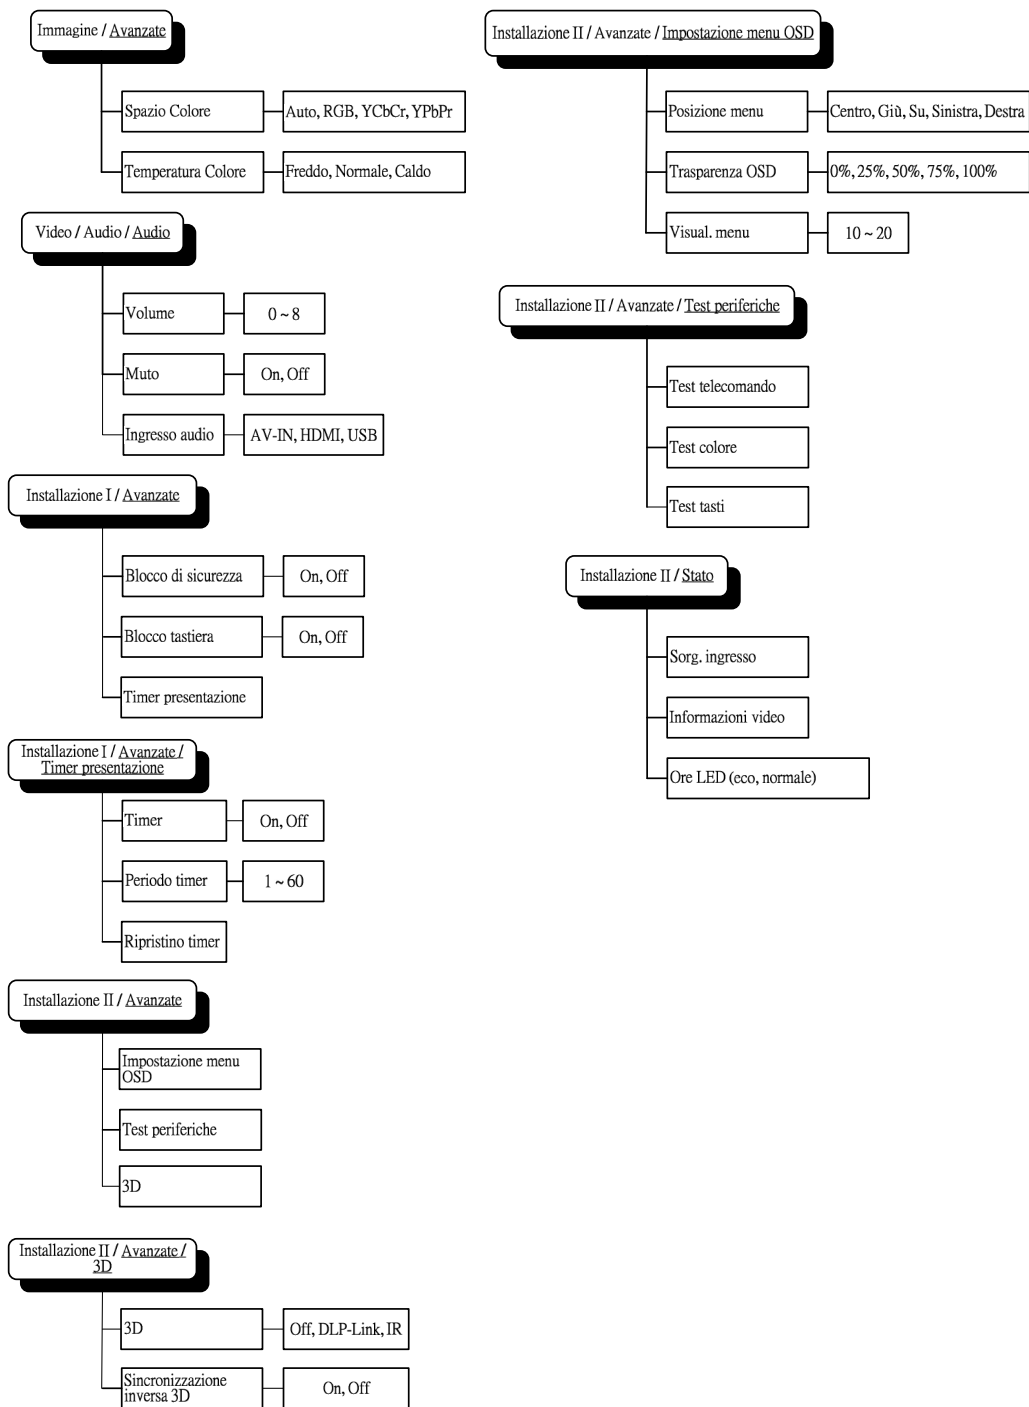 Immagine / Avanzate
Spazio Colore
Auto, RGB, YCbCr, YPbPr
Temperatura Colore
Freddo, Normale, Caldo
Video / Audio / Audio
Volume
0 ~ 8
Muto
On, Off
Ingresso audio
AV-IN, HDMI, USB
Installazione I / Avanzate
Blocco di sicurezza
On, Off
Blocco tastiera
On, Off
Timer presentazione
Installazione I / Avanzate /
Timer presentazione
Timer
On, Off
Periodo timer
1 ~ 60
Ripristino timer
Installazione II / Avanzate
Impostazione menu
OSD
Test periferiche
3D
Installazione II / Avanzate /
3D
3D
Off, DLP-Link, IR
Sincronizzazione
inversa 3D
On, Off
Installazione II / Avanzate / Impostazione menu OSD
Posizione menu
Centro, Giù, Su, Sinistra, Destra
Trasparenza OSD
0%, 25%, 50%, 75%, 100%
Visual. menu
10 ~ 20
Installazione II / Avanzate / Test periferiche
Test telecomando
Test colore
Test tasti
Installazione II / Stato
Sorg. ingresso
Informazioni video
Ore LED (eco, normale)